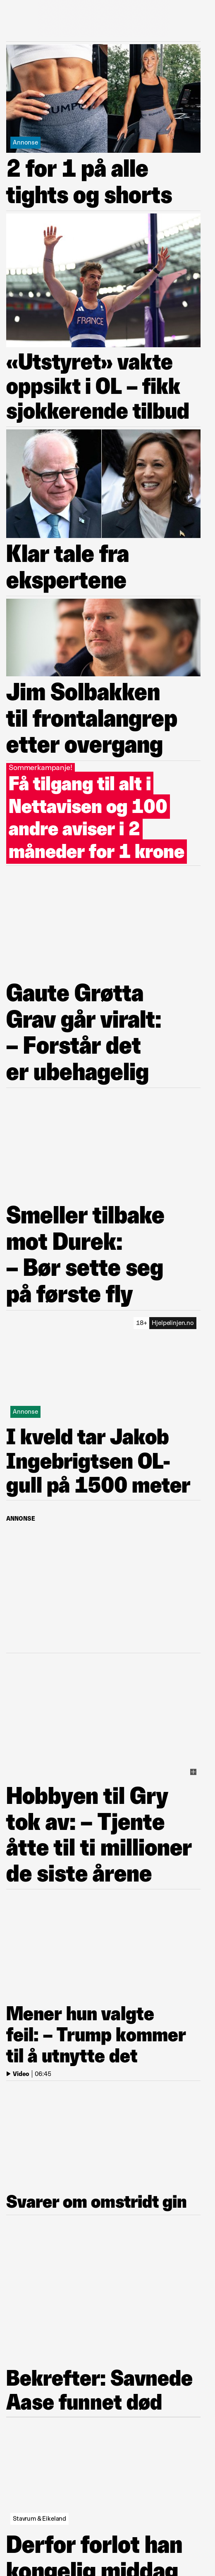 Annonse
2 for 1 på alle
tights og shorts
FRANCE
«Utstyret» vakte
oppsikt i OL – fikk
sjokkerende tilbud
Klar tale fra
ekspertene
Jim Solbakken
til frontalangrep
etter overgang
Sommerkampanje!
Få tilgang til alt i
Nettavisen og 100
andre aviser i 2
måneder for 1 krone
Gaute Grøtta
Grav går viralt:
– Forstår det
er ubehagelig
Smeller tilbake
mot Durek:
– Bør sette seg
på første fly
18+ Hjelpelinjen.no
Annonse
I kveld tar Jakob
Ingebrigtsen OL-
gull på 1500 meter
ANNONSE
Hobbyen til Gry
tok av: – Tjente
åtte til ti millioner
de siste årene
Mener hun valgte
feil: – Trump kommer
til å utnytte det
Video | 06:45
Svarer om omstridt gin
Bekrefter: Savnede
Aase funnet død
Stavrum & Eikeland
Derfor forlot han
kongelig middag